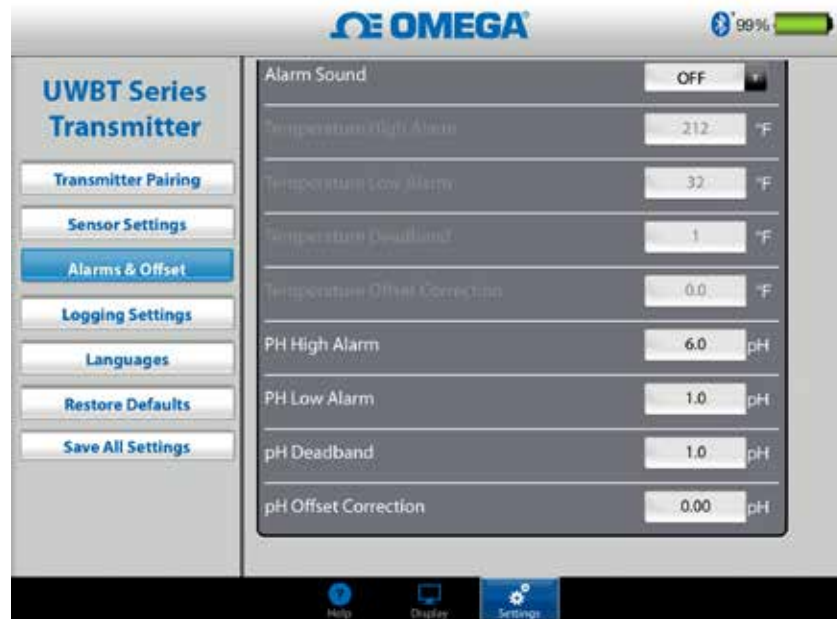 OMEGA
99%
UWBT Series
Transmitter
Transmitter Pairing
Sensor Settings
Alarms & Offset
Logging Settings
Languages
Restore Defaults
Save All Settings
Alarm Sound OFF
Temperature High Alarm 212 °F
Temperature Low Alarm 32 °F
Temperature Deadband 1 °F
Temperature Offset Correction 0.0 °F
PH High Alarm 6.0 pH
PH Low Alarm 1.0 pH
pH Deadband 1.0 pH
pH Offset Correction 0.00 pH
Help Display Settings